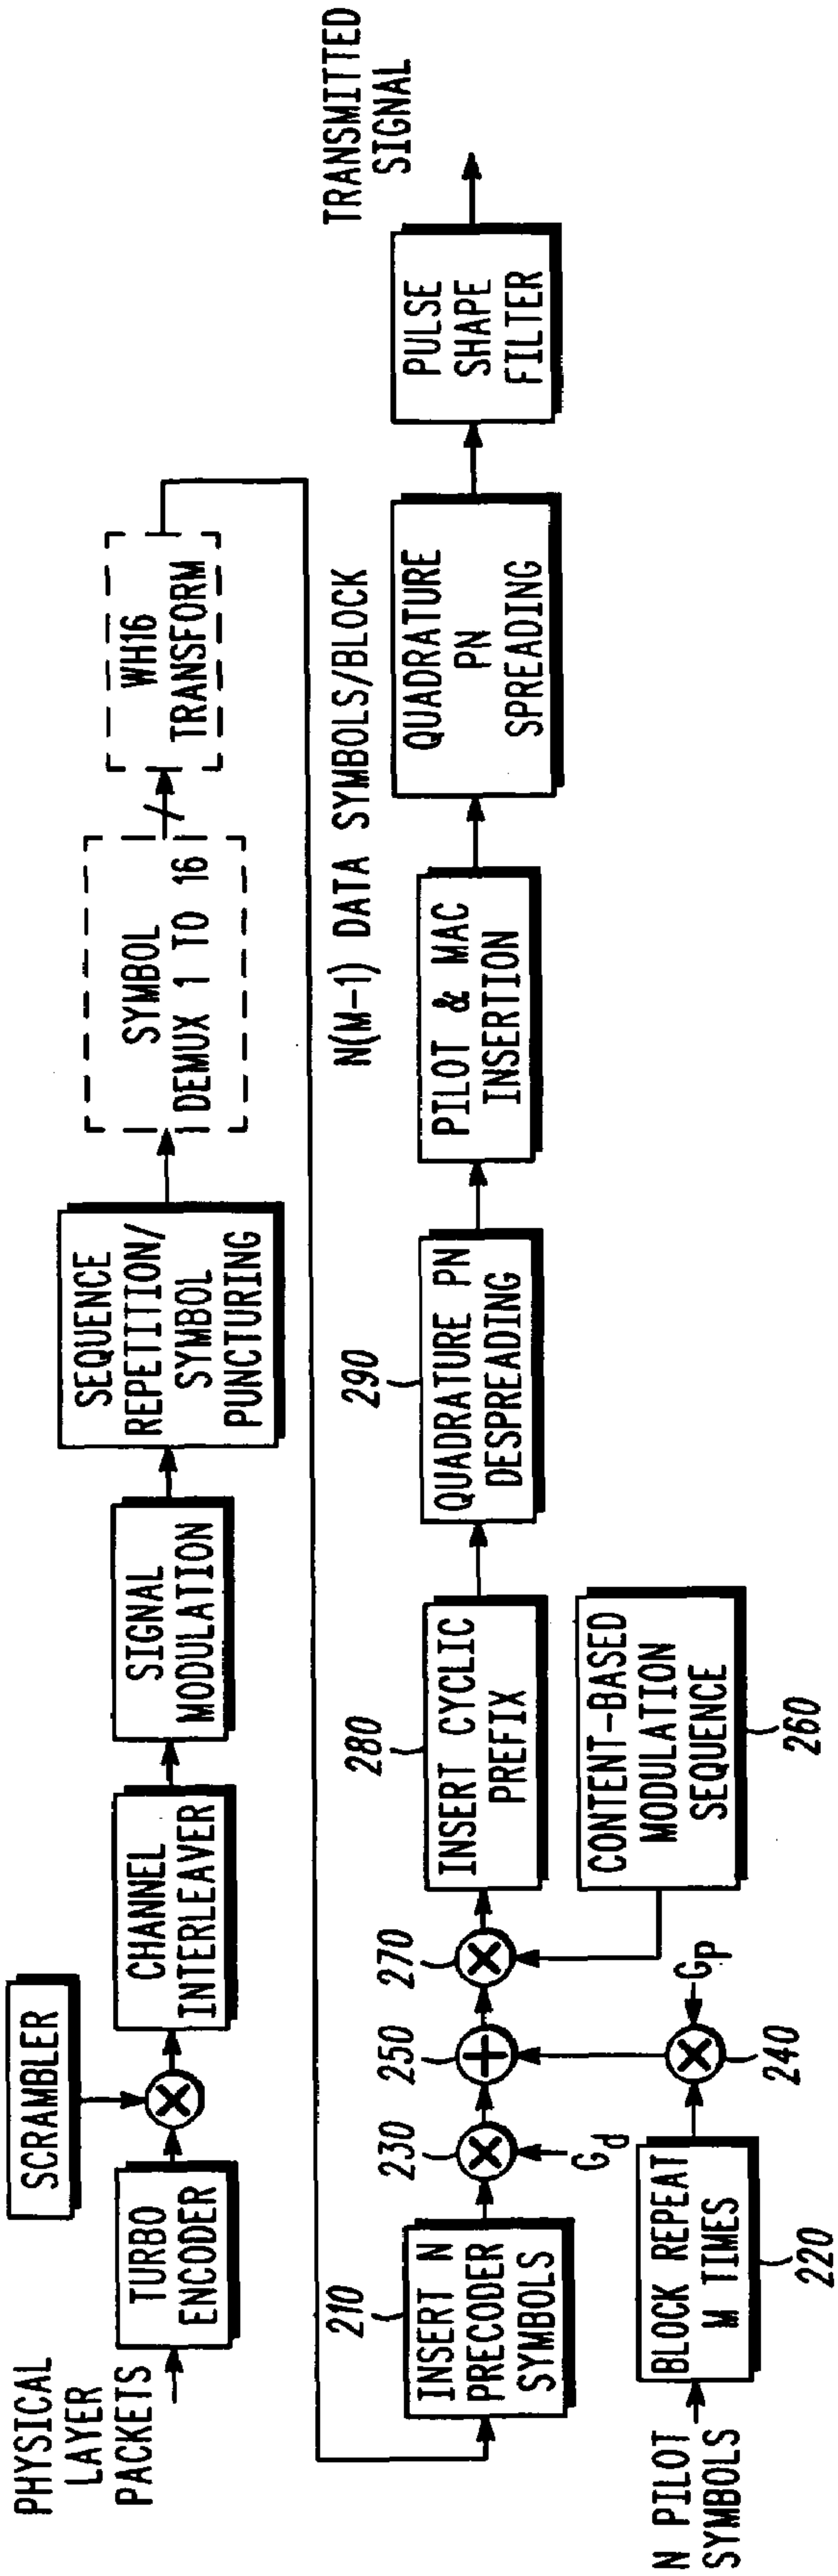 PHYSICAL
LAYER
PACKETS
TURBO
ENCODER
SCRAMBLER
CHANNEL
INTERLEAVER
SIGNAL
MODULATION
SEQUENCE
REPETITION/
SYMBOL
PUNCTURING
SYMBOL
DEMUX 1 TO 16
WH16
TRANSFORM
N(M-1) DATA SYMBOLS/BLOCK
210
INSERT N
PRECODER
SYMBOLS
230
Gd
250
270
280
INSERT CYCLIC
PREFIX
290
QUADRATURE PN
DESPREADING
PILOT & MAC
INSERTION
QUADRATURE
PN
SPREADING
PULSE
SHAPE
FILTER
TRANSMITTED
SIGNAL
N PILOT
SYMBOLS
BLOCK REPEAT
M TIMES
220
240
Gp
CONTENT-BASED
MODULATION
SEQUENCE
260